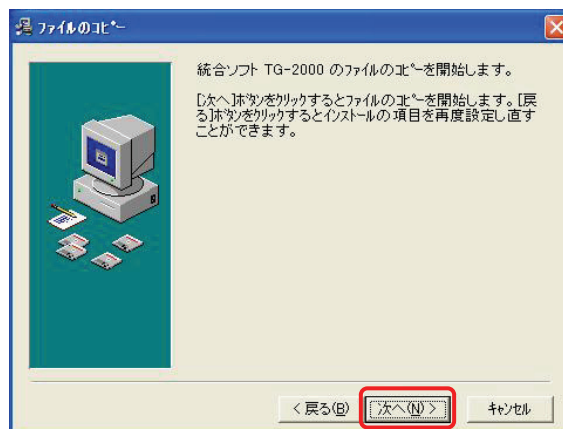 ファイルのコピー
統合ソフト TG-2000 のファイルのコピーを開始します。
[次へ]ボタンをクリックするとファイルのコピーを開始します。[戻
る]ボタンをクリックするとインストールの項目を再度設定し直す
ことができます。
< 戻る(B)
次へ(N) >
キャンセル